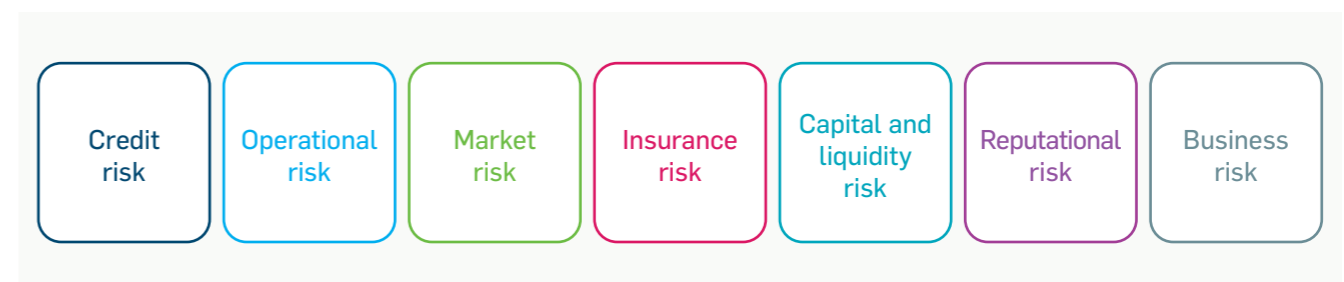 Credit
risk
Operational
risk
Market
risk
Insurance
risk
Capital and
liquidity
risk
Reputational
risk
Business
risk